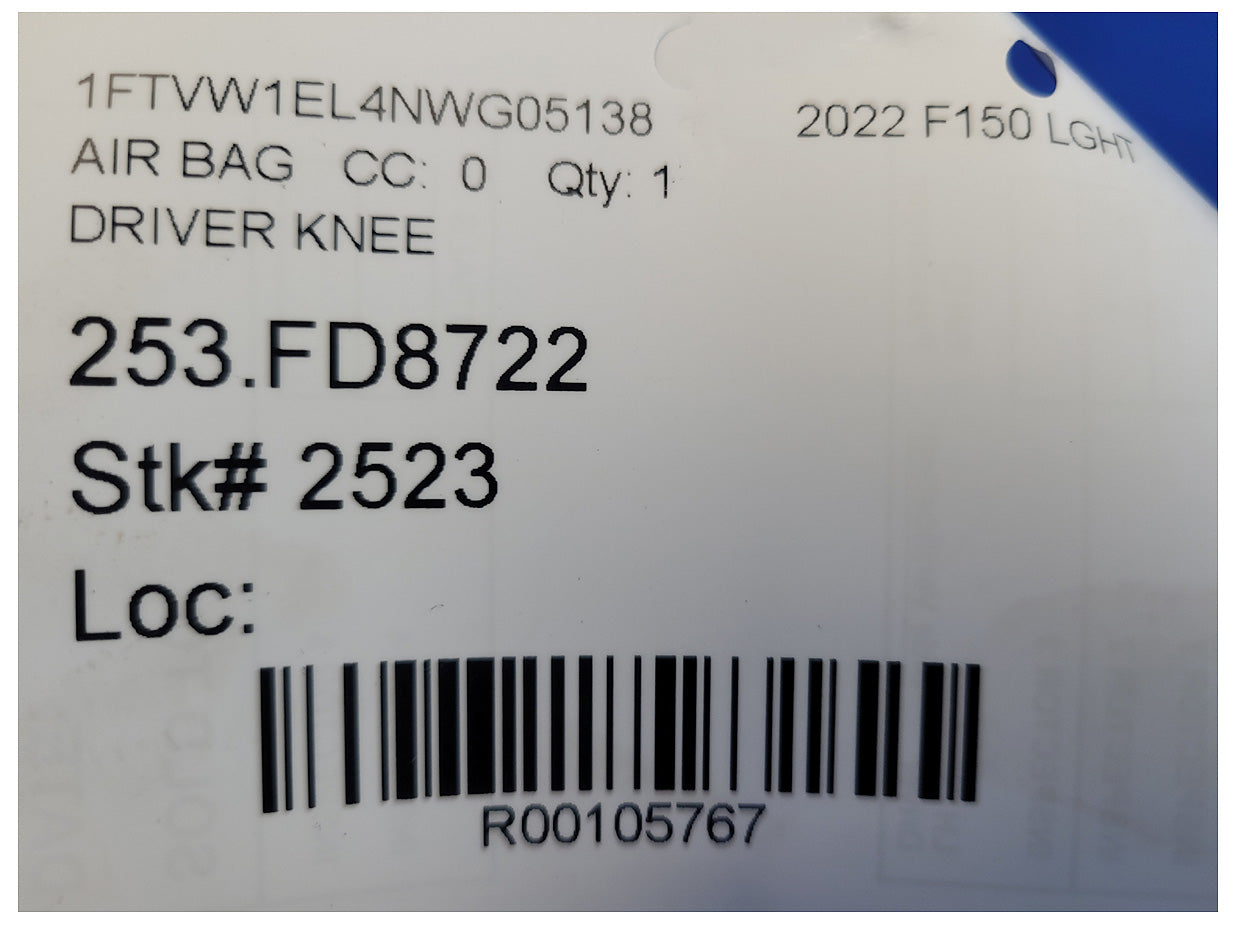 1FTVW1EL4NWG05138 2022 F150 LGHT
AIR BAG CC: 0 Qty: 1
DRIVER KNEE
253.FD8722
Stk# 2523
Loc:
R00105767